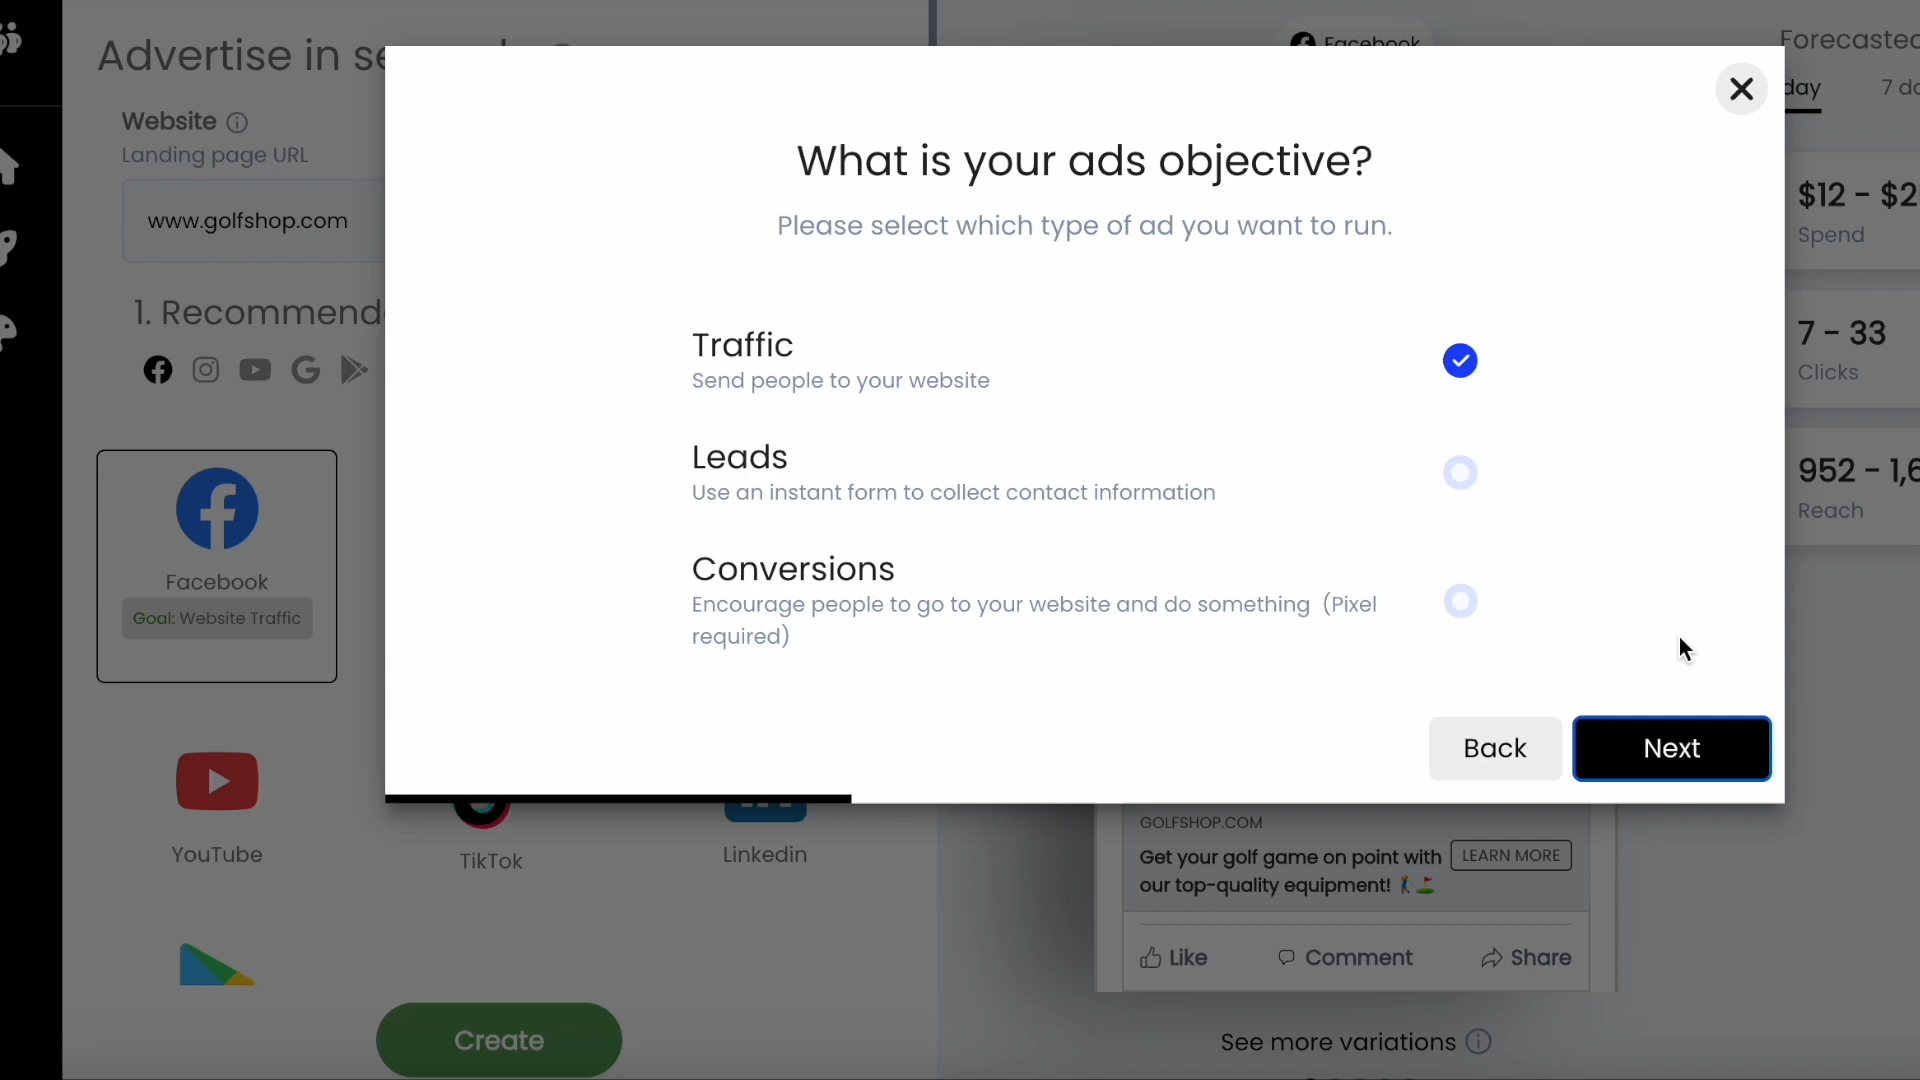 Advertise in se
Facebook
Forecasted
day
7 da
Website
Landing page URL
www.golfshop.com
What is your ads objective?
Please select which type of ad you want to run.
$12 - $2
Spend
1. Recommend
Traffic
Send people to your website
7 - 33
Clicks
Leads
Use an instant form to collect contact information
952 - 1,6
Reach
Conversions
Encourage people to go to your website and do something (Pixel
required)
Facebook
Goal: Website Traffic
Back
Next
YouTube
TikTok
Linkedin
GOLFSHOP.COM
Get your golf game on point with
our top-quality equipment! 🏌️⛳
LEARN MORE
Like
Comment
Share
Create
See more variations